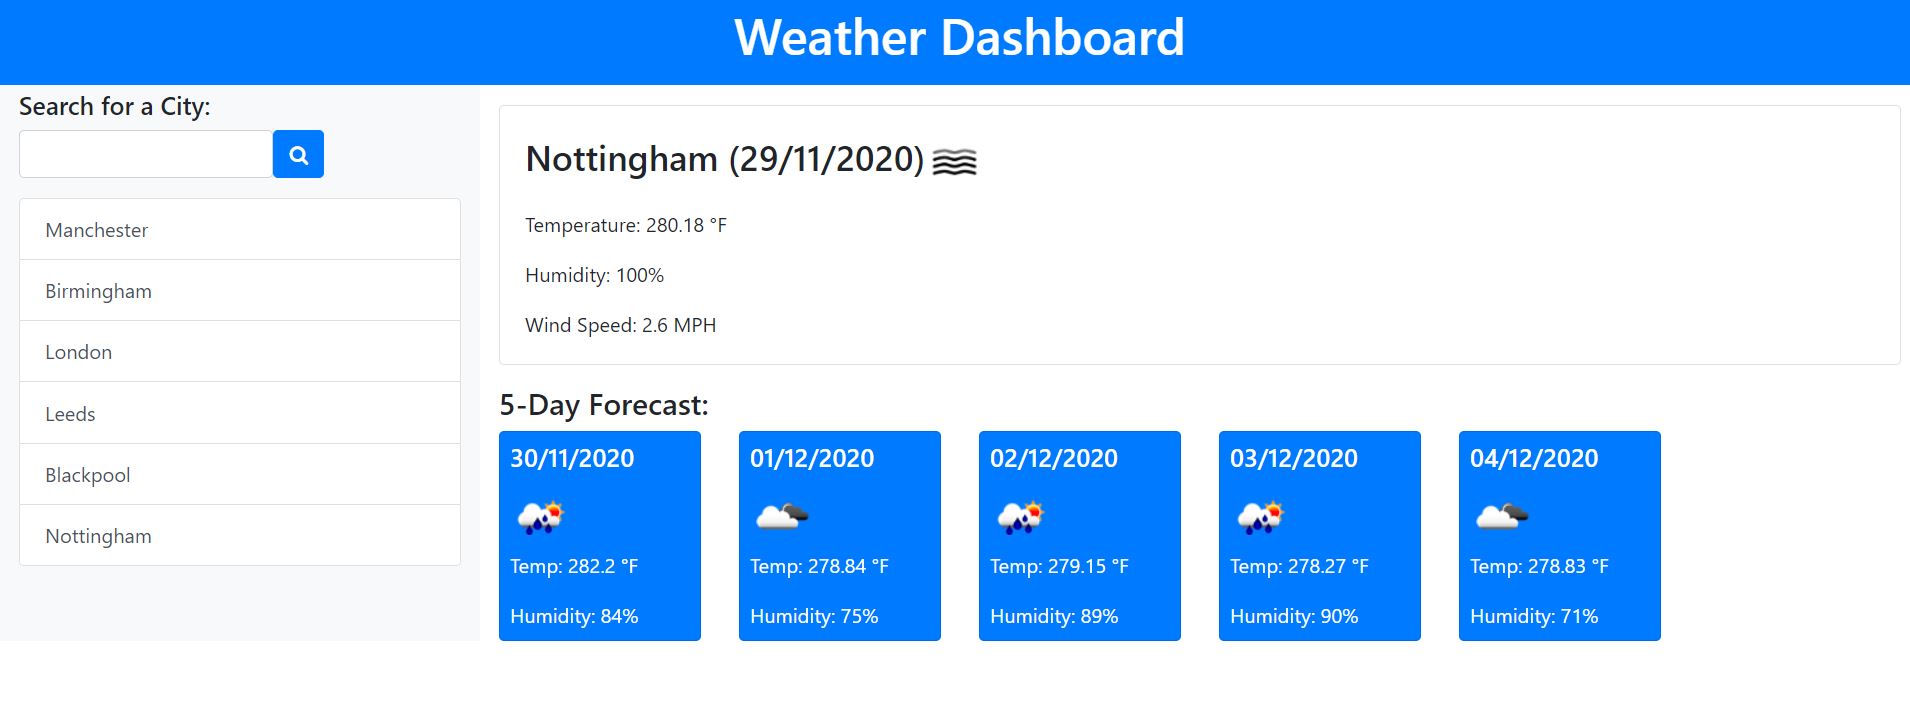 Weather Dashboard
Search for a City:
Manchester
Birmingham
London
Leeds
Blackpool
Nottingham
Nottingham (29/11/2020)
Temperature: 280.18 °F
Humidity: 100%
Wind Speed: 2.6 MPH
5-Day Forecast:
30/11/2020
Temp: 282.2 °F
Humidity: 84%
01/12/2020
Temp: 278.84 °F
Humidity: 75%
02/12/2020
Temp: 279.15 °F
Humidity: 89%
03/12/2020
Temp: 278.27 °F
Humidity: 90%
04/12/2020
Temp: 278.83 °F
Humidity: 71%